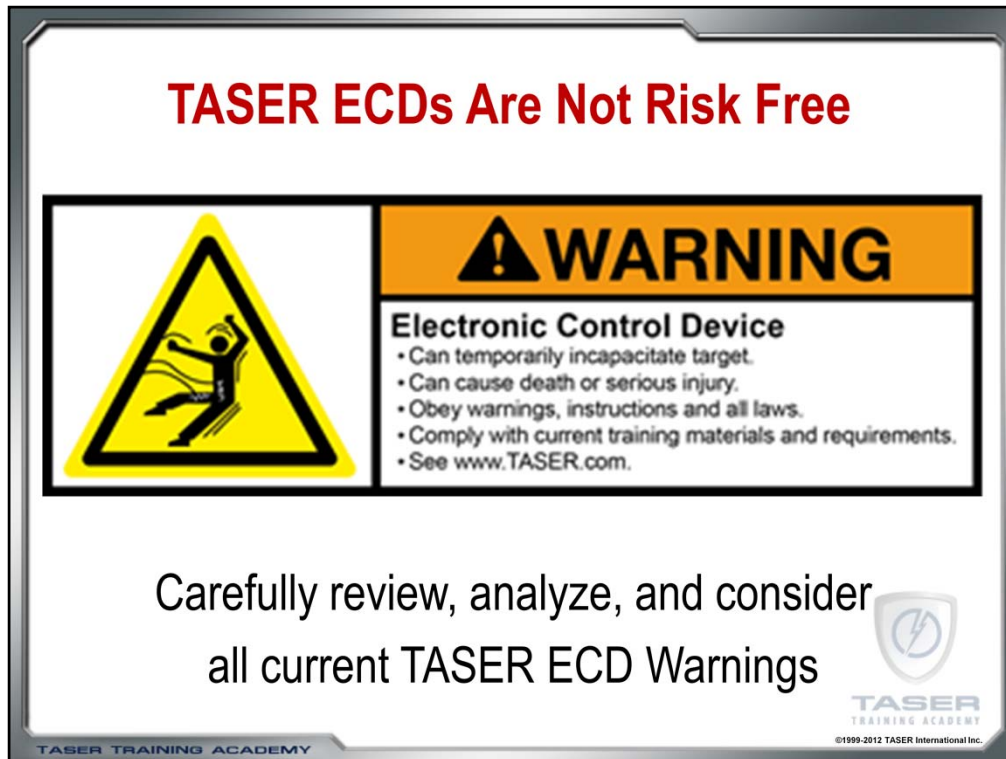 TASER ECDs Are Not Risk Free
WARNING
Electronic Control Device
• Can temporarily incapacitate target.
• Can cause death or serious injury.
• Obey warnings, instructions and all laws.
• Comply with current training materials and requirements.
• See www.TASER.com.
Carefully review, analyze, and consider
all current TASER ECD Warnings
TASER
TRAINING ACADEMY
©1999-2012 TASER International Inc.
TASER TRAINING ACADEMY